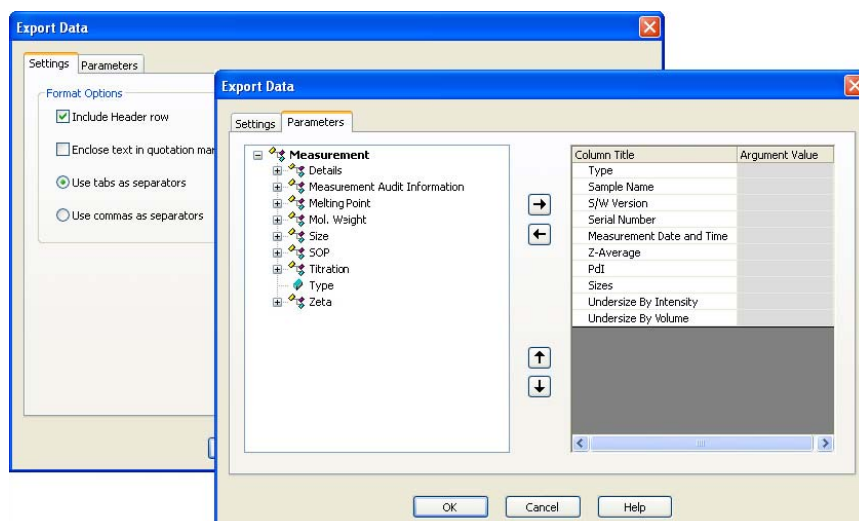 Export Data
Settings
Parameters
Format Options
Include Header row
Enclose text in quotation mar
Use tabs as separators
Use commas as separators
Export Data
Settings
Parameters
Measurement
Details
Measurement Audit Information
Melting Point
Mol. Weight
Size
SOP
Titration
Type
Zeta
Column Title
Argument Value
Type
Sample Name
S/W Version
Serial Number
Measurement Date and Time
Z-Average
PdI
Sizes
Undersize By Intensity
Undersize By Volume
OK
Cancel
Help